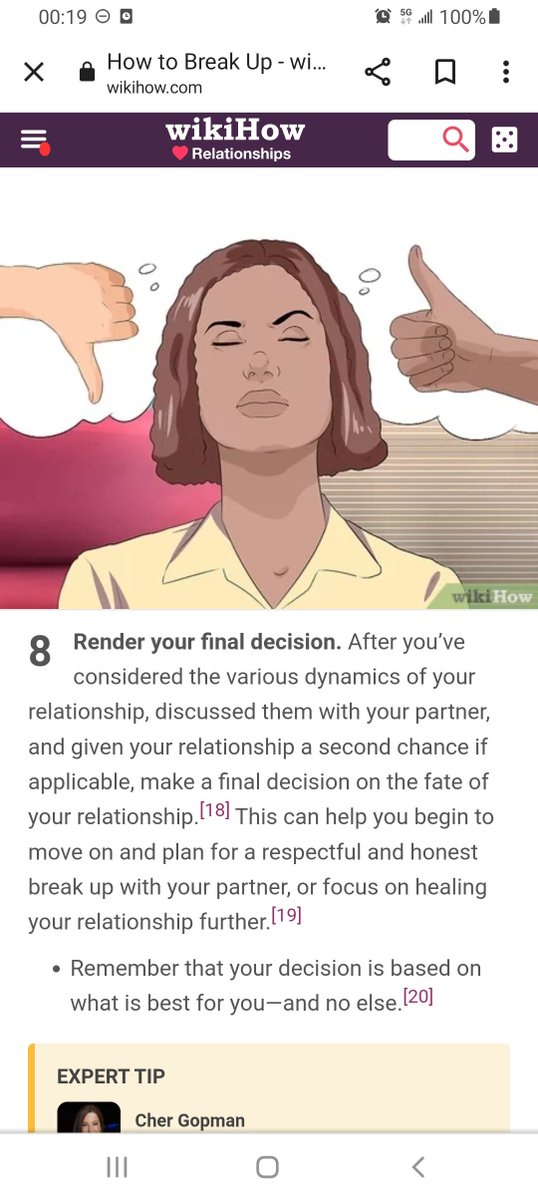 00:19
5G
100%
How to Break Up - wi...
wikihow.com
wikiHow
Relationships
wikiHow
8 Render your final decision. After you’ve
considered the various dynamics of your
relationship, discussed them with your partner,
and given your relationship a second chance if
applicable, make a final decision on the fate of
your relationship.[18] This can help you begin to
move on and plan for a respectful and honest
break up with your partner, or focus on healing
your relationship further.[19]
• Remember that your decision is based on
what is best for you—and no else.[20]
EXPERT TIP
Cher Gopman